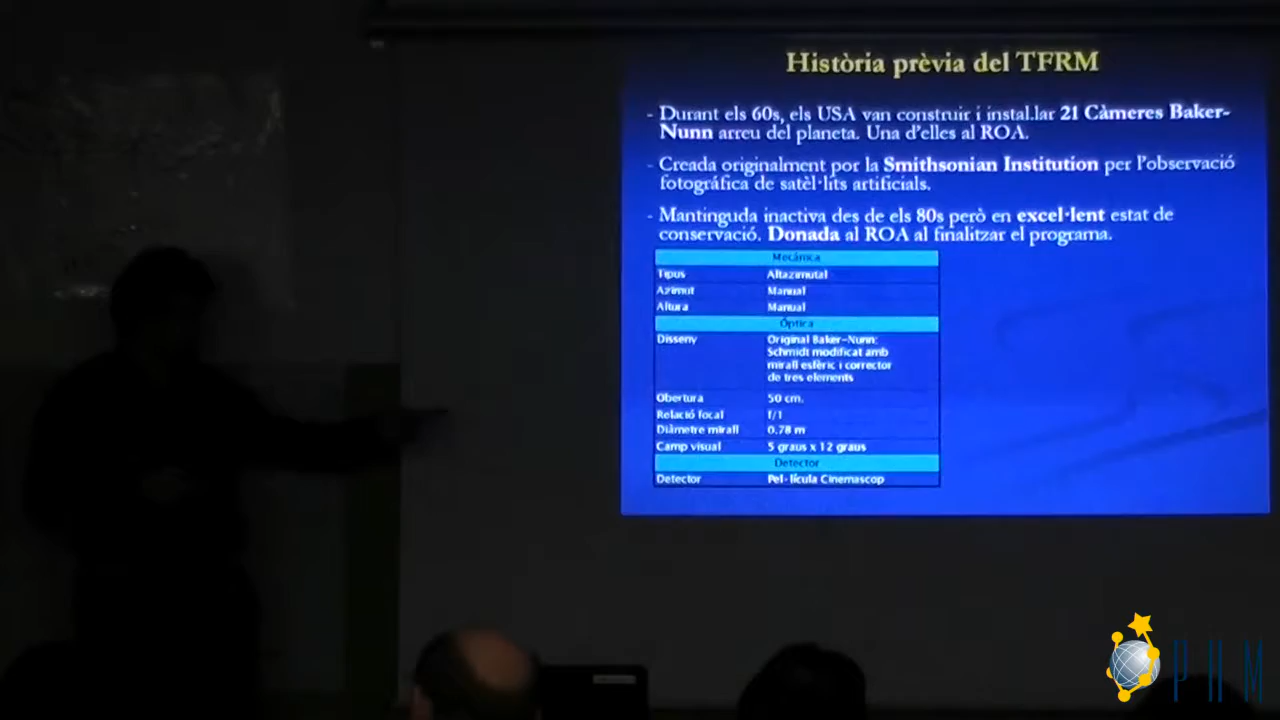 Història prèvia del TFRM
- Durant els 60s, els USA van construir i instal.lar 21 Càmeres Baker-
Nunn arreu del planeta. Una d'elles al ROA.
- Creada originalment por la Smithsonian Institution per l'observació
fotográfica de satèl·lits artificials.
- Mantinguda inactiva des de els 80s però en excel·lent estat de
conservació. Donada al ROA al finalitzar el programa.
Mecánica
Tipus Altazimutal
Azimut Manual
Altura Manual
Óptica
Disseny Original Baker-Nunn:
Schmidt modificat amb
mirall esfèric i corrector
de tres elements
Obertura 50 cm.
Relació focal f/1
Diàmetre mirall 0.78 m
Camp visual 5 graus x 12 graus
Detector
Detector Pel·lícula Cinemascop
PHM